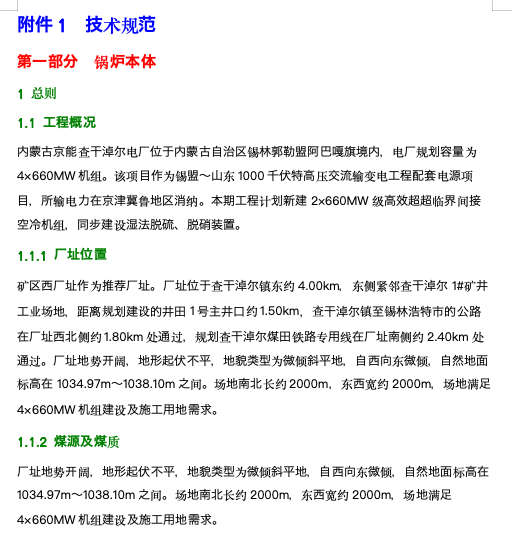 附件 1　技术规范
第一部分　锅炉本体
1 总则
1.1 工程概况
内蒙古京能查干淖尔电厂位于内蒙古自治区锡林郭勒盟阿巴嘎旗境内，电厂规划容量为
4×660MW 机组。该项目作为锡盟～山东 1000 千伏特高压交流输变电工程配套电源项
目，所输电力在京津冀鲁地区消纳。本期工程计划新建 2×660MW 级高效超超临界间接
空冷机组，同步建设湿法脱硫、脱硝装置。
1.1.1 厂址位置
矿区西厂址作为推荐厂址。厂址位于查干淖尔镇东约 4.00km，东侧紧邻查干淖尔 1#矿井
工业场地，距离规划建设的井田 1 号主井口约 1.50km，查干淖尔镇至锡林浩特市的公路
在厂址西北侧约 1.80km 处通过，规划查干淖尔煤田铁路专用线在厂址南侧约 2.40km 处
通过。厂址地势开阔，地形起伏不平，地貌类型为微倾斜平地，自西向东微倾，自然地面
标高在 1034.97m～1038.10m 之间。场地南北长约 2000m，东西宽约 2000m，场地满足
4×660MW 机组建设及施工用地需求。
1.1.2 煤源及煤质
厂址地势开阔，地形起伏不平，地貌类型为微倾斜平地，自西向东微倾，自然地面标高在
1034.97m～1038.10m 之间。场地南北长约 2000m，东西宽约 2000m，场地满足
4×660MW 机组建设及施工用地需求。